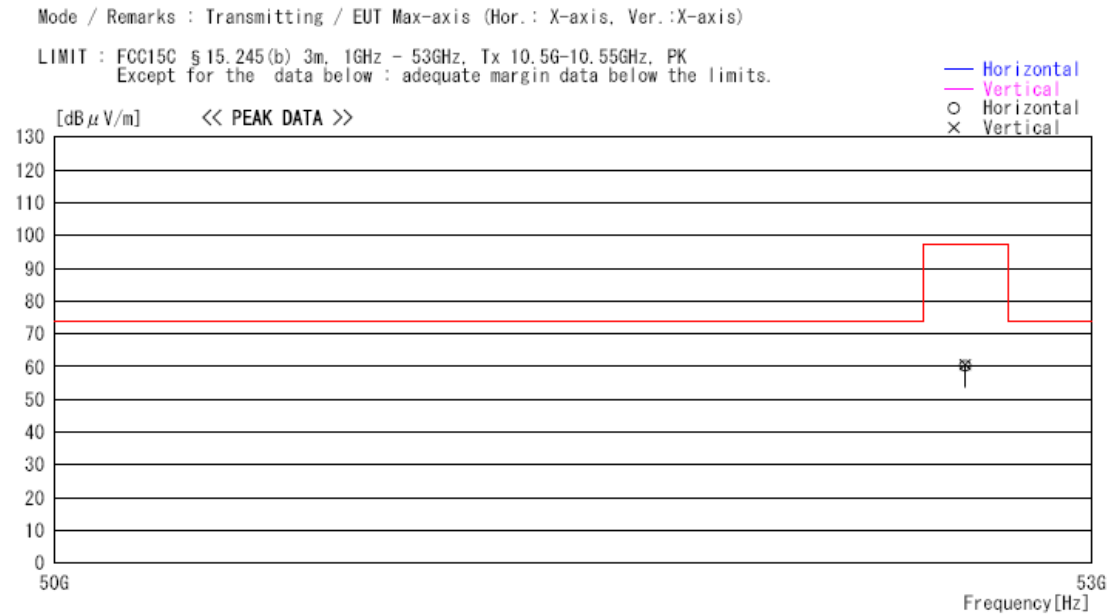 Mode / Remarks : Transmitting / EUT Max-axis (Hor.: X-axis, Ver.:X-axis)
LIMIT : FCC15C §15.245(b) 3m, 1GHz - 53GHz, Tx 10.5G-10.55GHz, PK
Except for the data below : adequate margin data below the limits.
Horizontal
Vertical
Horizontal
Vertical
[dBμV/m] << PEAK DATA >>
130
120
110
100
90
80
70
60
50
40
30
20
10
0
50G 53G
Frequency[Hz]